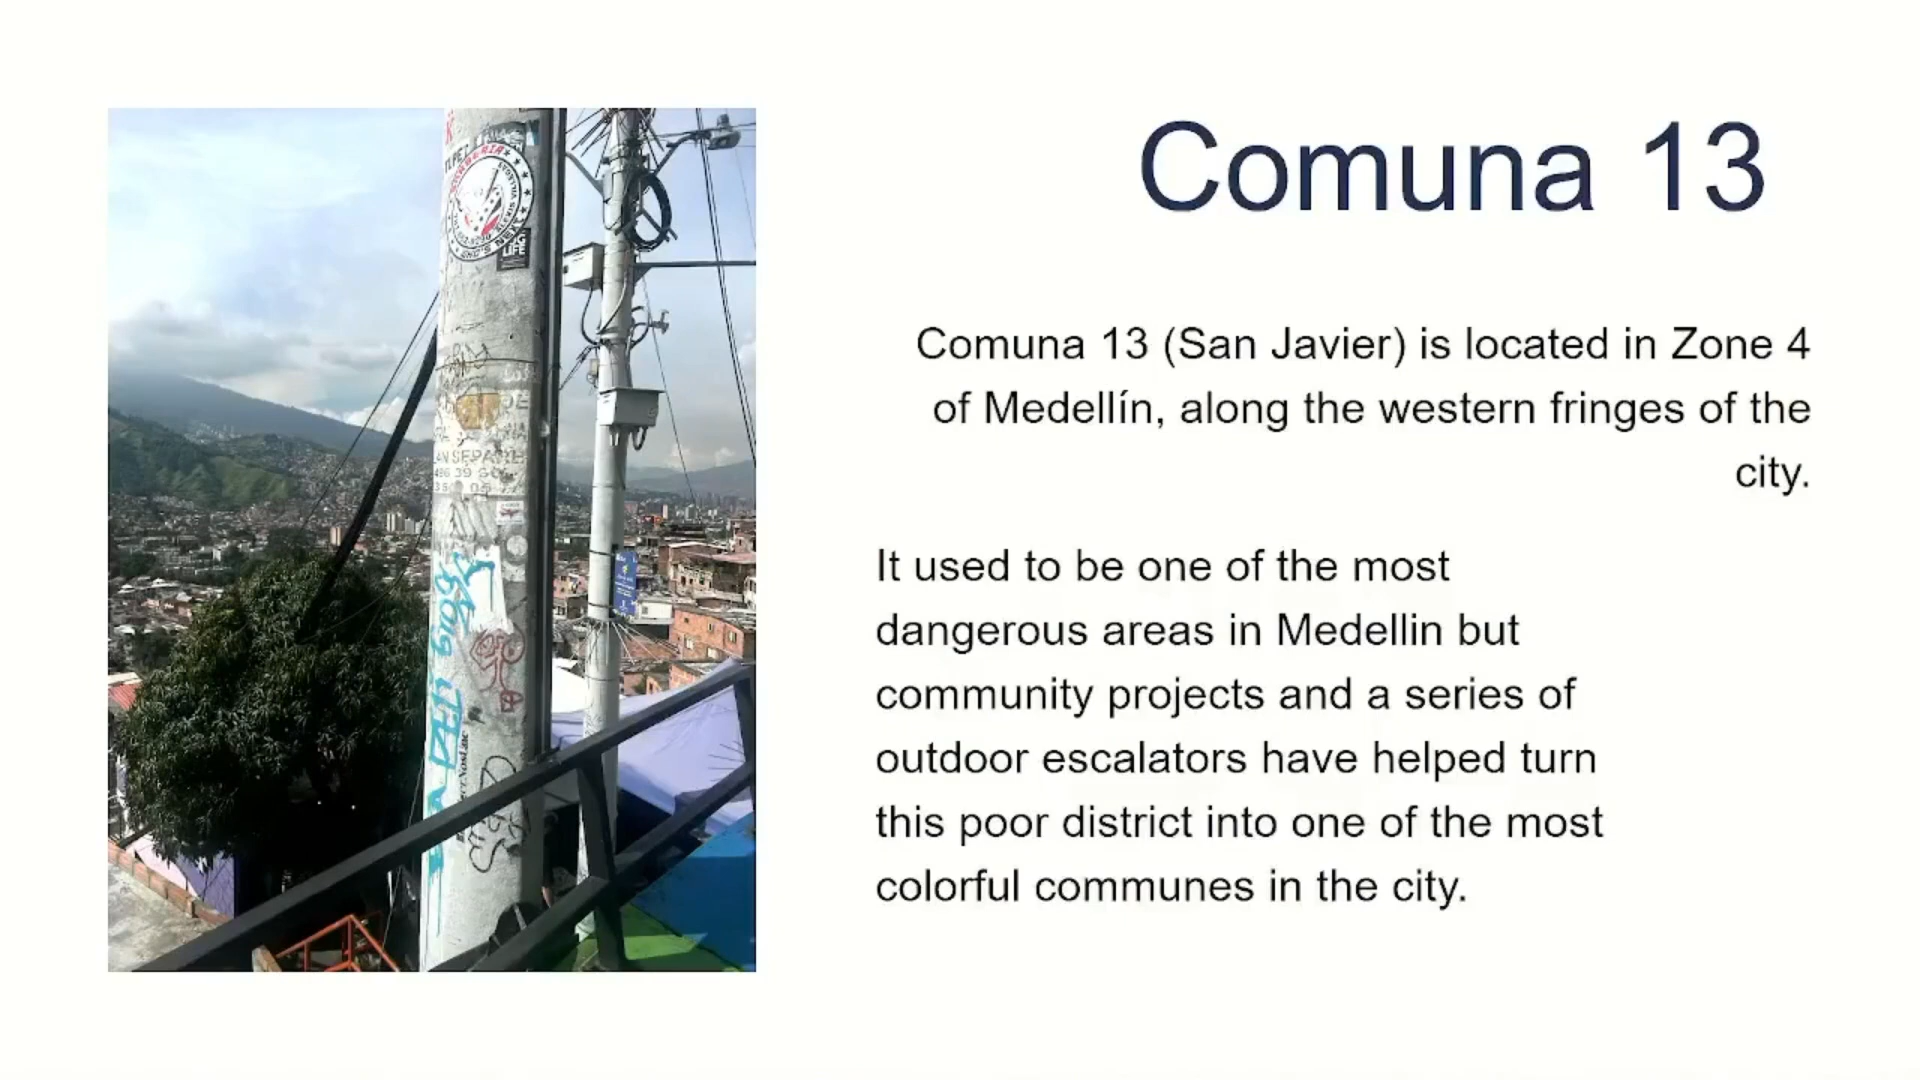 Comuna 13
Comuna 13 (San Javier) is located in Zone 4
of Medellín, along the western fringes of the
city.
It used to be one of the most
dangerous areas in Medellin but
community projects and a series of
outdoor escalators have helped turn
this poor district into one of the most
colorful communes in the city.
LIFE